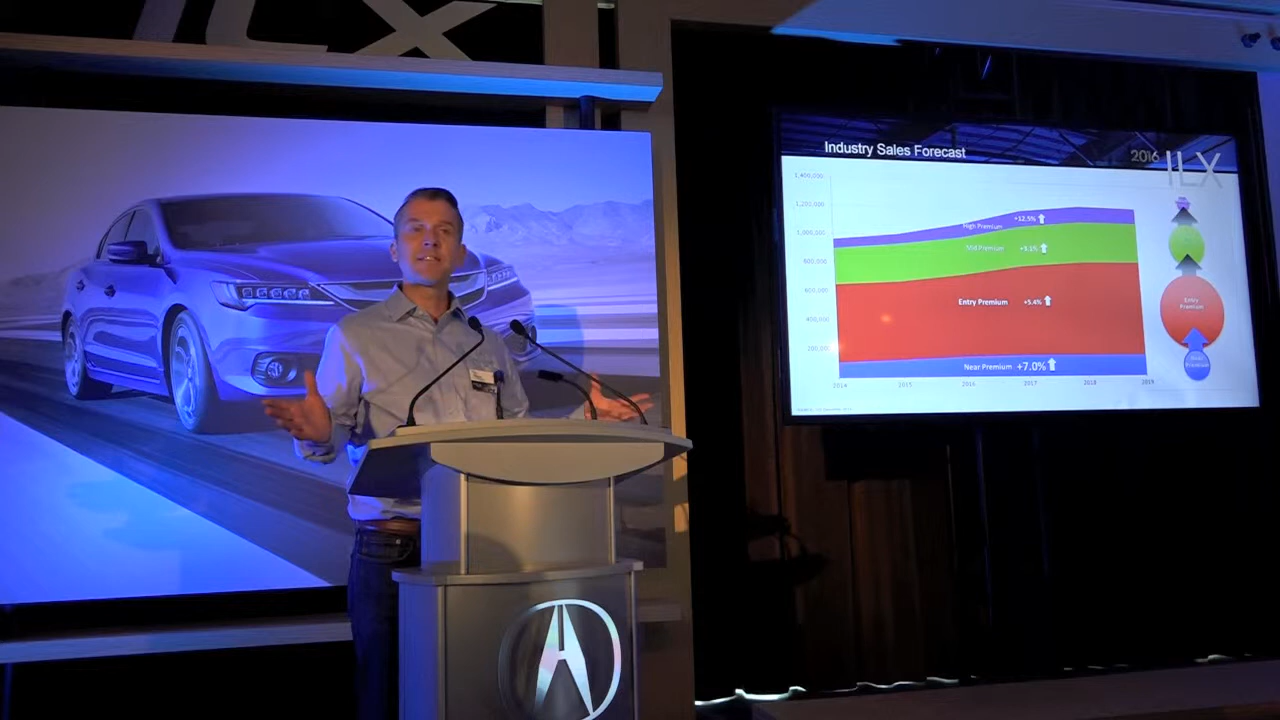 ILX
Industry Sales Forecast
2016 ILX
1,400,000
1,200,000
1,000,000
800,000
600,000
400,000
200,000
High Premium +12.5%
Mid Premium
Entry Premium +5.4%
Near Premium +7.0%
2014 2015 2016 2017 2018 2019
Entry
Premium
Near
Premium